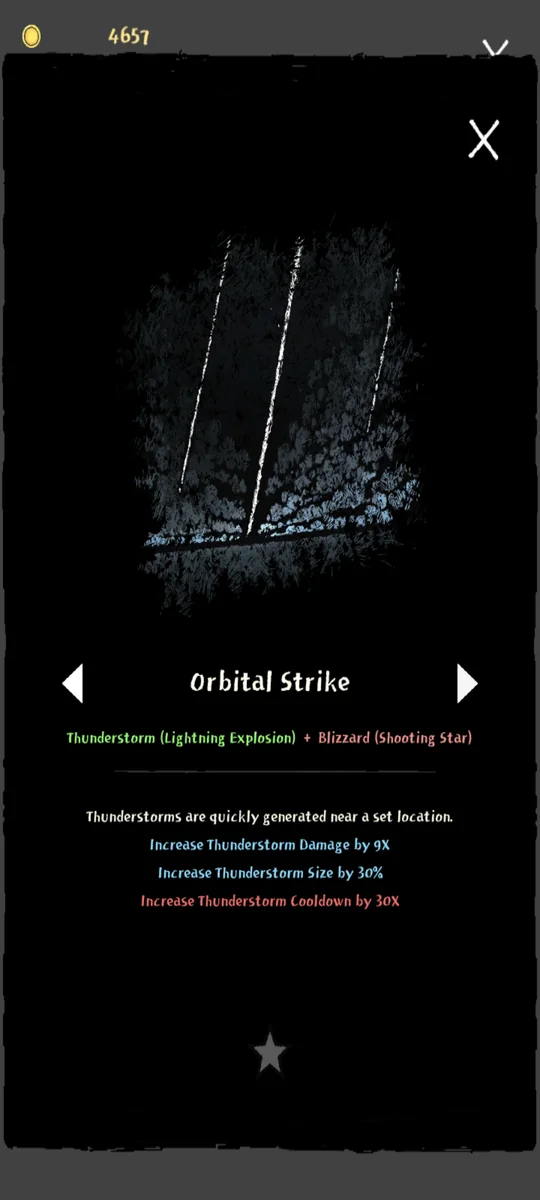 4657
X
Orbital Strike
Thunderstorm (Lightning Explosion) + Blizzard (Shooting Star)
Thunderstorms are quickly generated near a set location.
Increase Thunderstorm Damage by 9X
Increase Thunderstorm Size by 30%
Increase Thunderstorm Cooldown by 30X